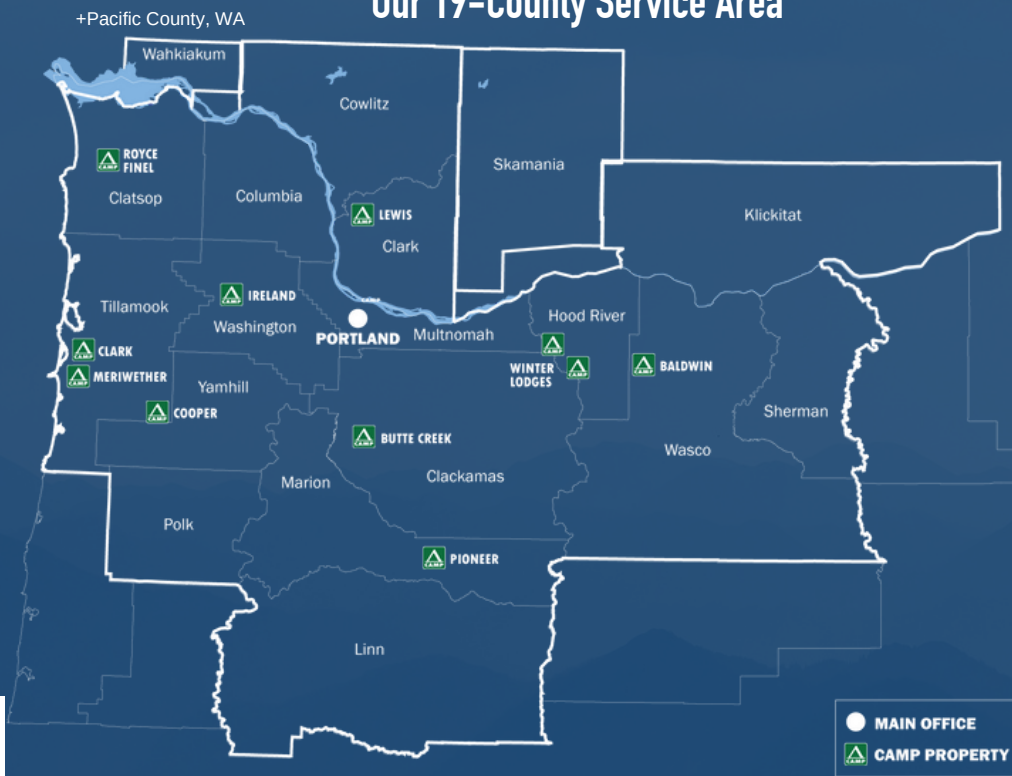 Our 19-County Service Area
+Pacific County, WA
Wahkiakum
Cowlitz
Skamania
ROYCE
FINEL
Clatsop
Columbia
LEWIS
Clark
Klickitat
IRELAND
Tillamook
Washington
PORTLAND
Multnomah
Hood River
CLARK
MERIWETHER
WINTER
LODGES
BALDWIN
Yamhill
COOPER
Sherman
BUTTE CREEK
Wasco
Clackamas
Marion
Polk
PIONEER
Linn
MAIN OFFICE
CAMP
CAMP PROPERTY